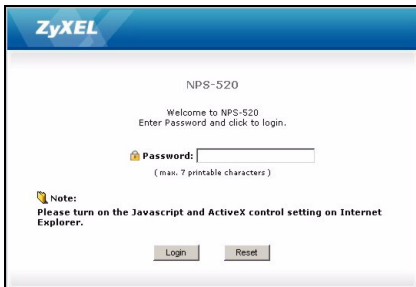 ZyXEL
NPS-520
Welcome to NPS-520
Enter Password and click to login.
Password:
( max. 7 printable characters )
Note:
Please turn on the Javascript and ActiveX control setting on Internet
Explorer.
Login Reset